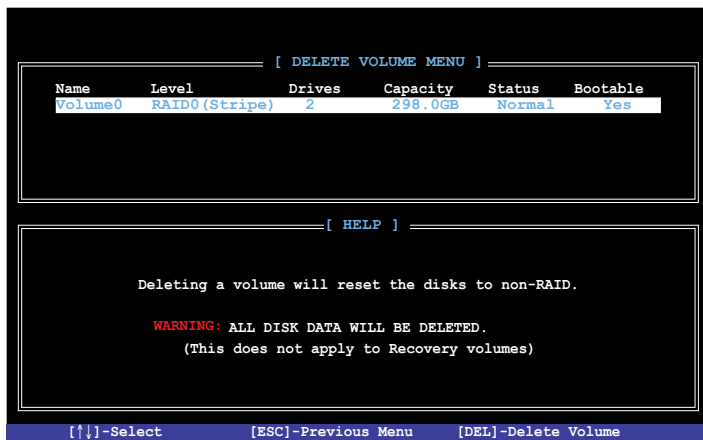 [ DELETE VOLUME MENU ]
Name Level Drives Capacity Status Bootable
Volume0 RAID0(Stripe) 2 298.0GB Normal Yes
[ HELP ]
Deleting a volume will reset the disks to non-RAID.
WARNING: ALL DISK DATA WILL BE DELETED.
(This does not apply to Recovery volumes)
[↑↓]-Select [ESC]-Previous Menu [DEL]-Delete Volume